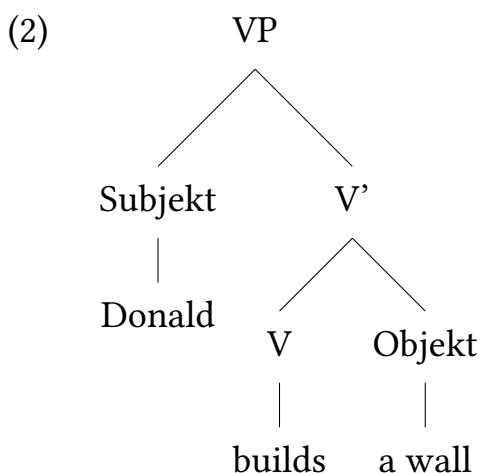 (2) VP
Subjekt V’
Donald
V Objekt
builds a wall